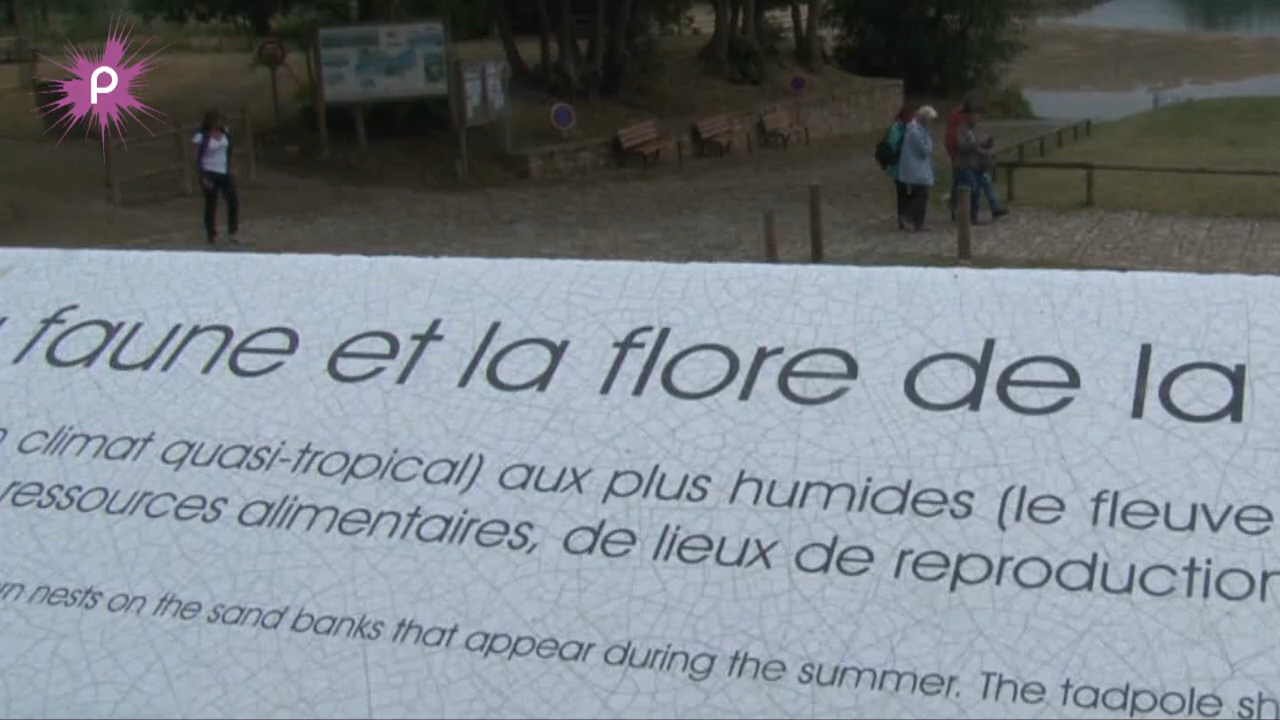 P
faune et la flore de la
climat quasi-tropical) aux plus humides (le fleuve
ressources alimentaires, de lieux de reproduction
nests on the sand banks that appear during the summer. The tadpole sh